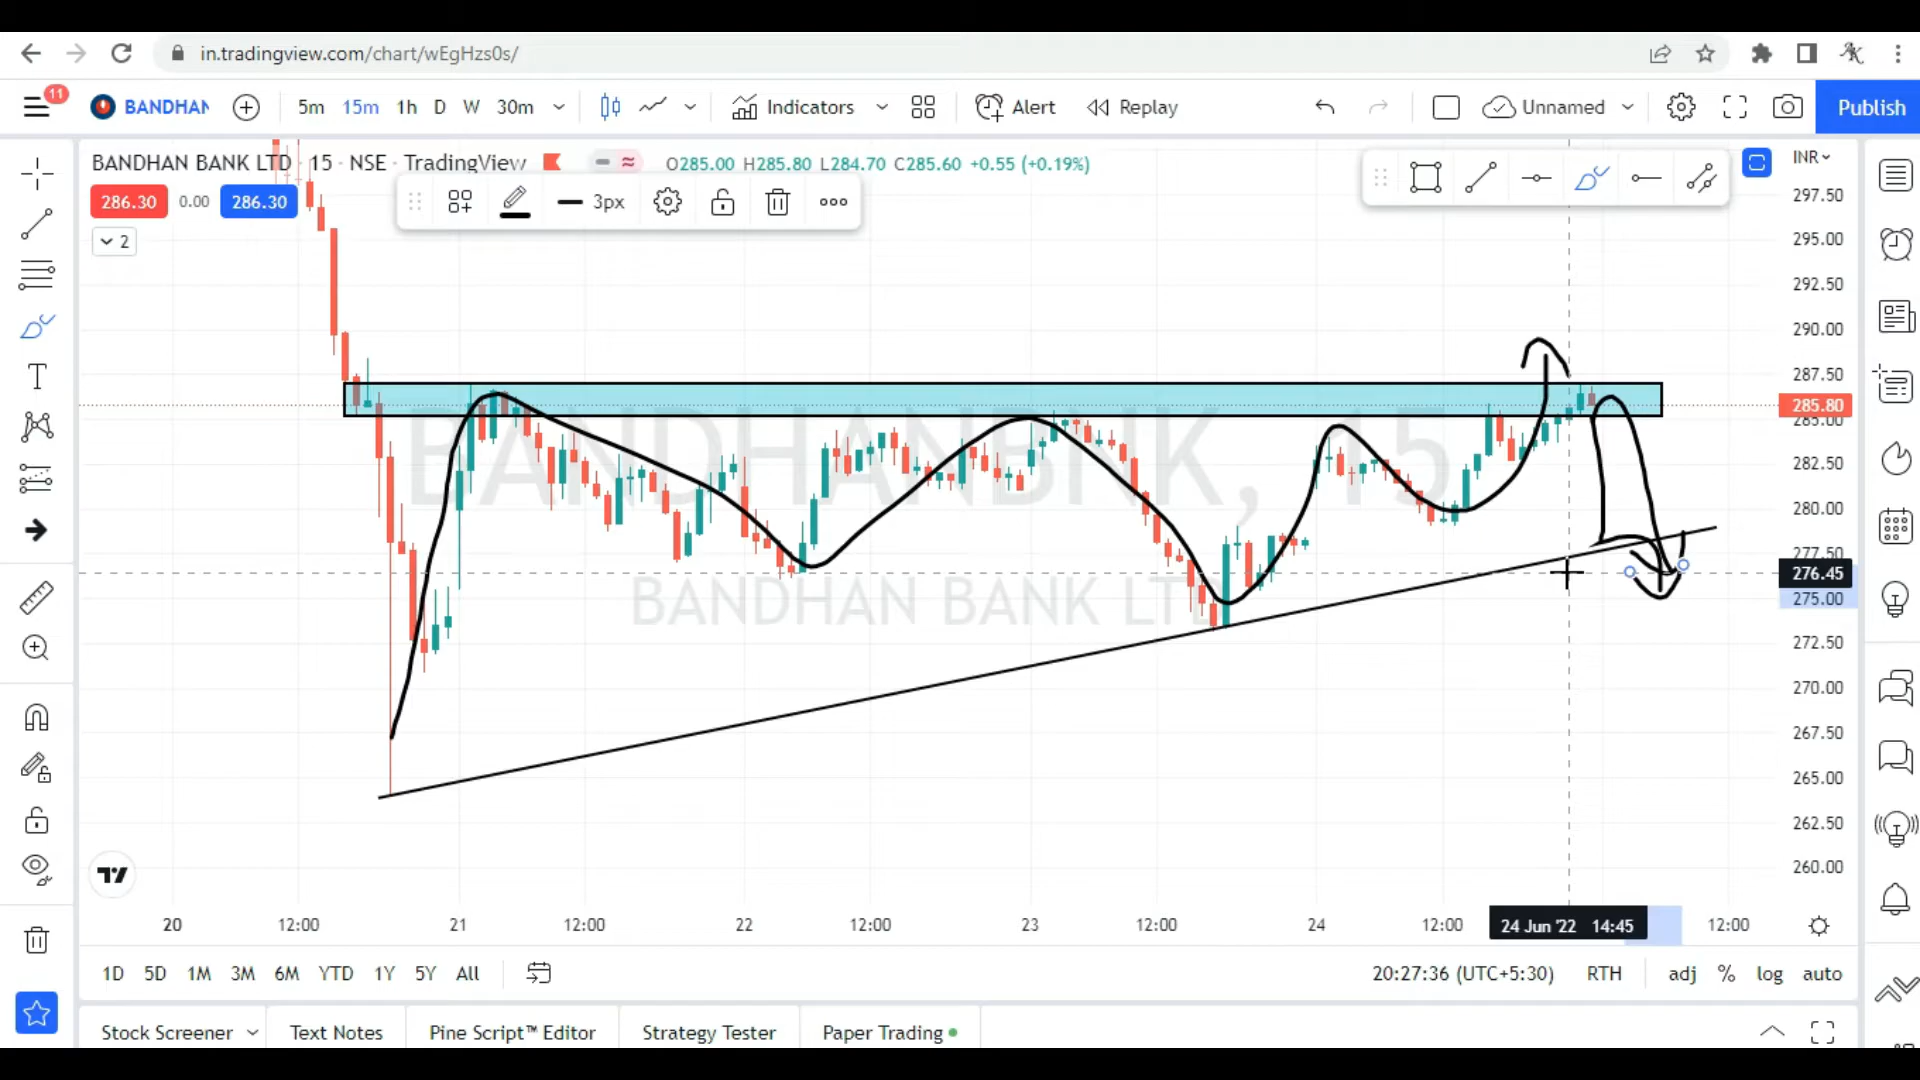 in.tradingview.com/chart/wEgHzs0s/
11
BANDHAN
5m 15m 1h D W 30m
Indicators
Alert
Replay
Unnamed
Publish
BANDHAN BANK LTD · 15 · NSE · TradingView
O285.00 H285.80 L284.70 C285.60 +0.55 (+0.19%)
INR
286.30 0.00 286.30
3px
2
297.50
295.00
292.50
290.00
287.50
285.80
285.00
282.50
280.00
277.50
276.45
275.00
272.50
270.00
267.50
265.00
262.50
260.00
BANDHANBNK, 15
BANDHAN BANK LTD
20 12:00 21 12:00 22 12:00 23 12:00 24 12:00 24 Jun '22 14:45 12:00
1D 5D 1M 3M 6M YTD 1Y 5Y All
20:27:36 (UTC+5:30) RTH adj % log auto
Stock Screener Text Notes Pine Script™ Editor Strategy Tester Paper Trading